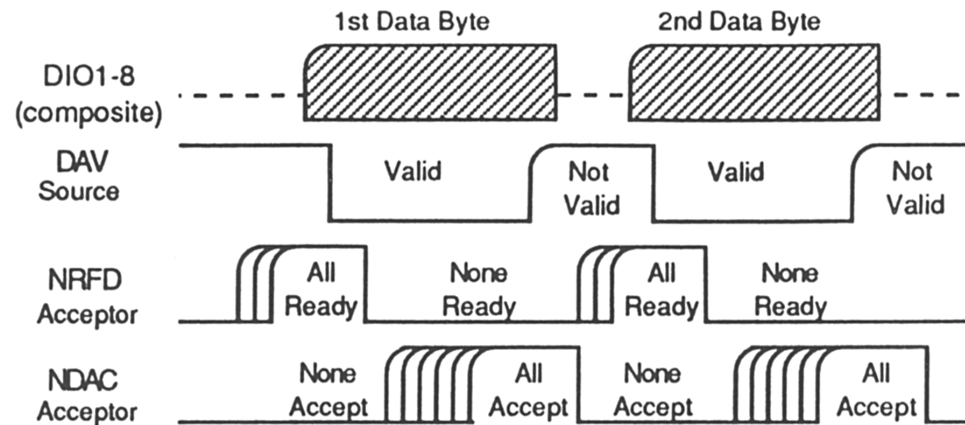 1st Data Byte 2nd Data Byte
DIO1-8
(composite)
DAV
Source
Valid Not Valid Not
Valid Valid
NRFD
Acceptor
All None All None
Ready Ready Ready Ready
NDAC
Acceptor
None All None All
Accept Accept Accept Accept